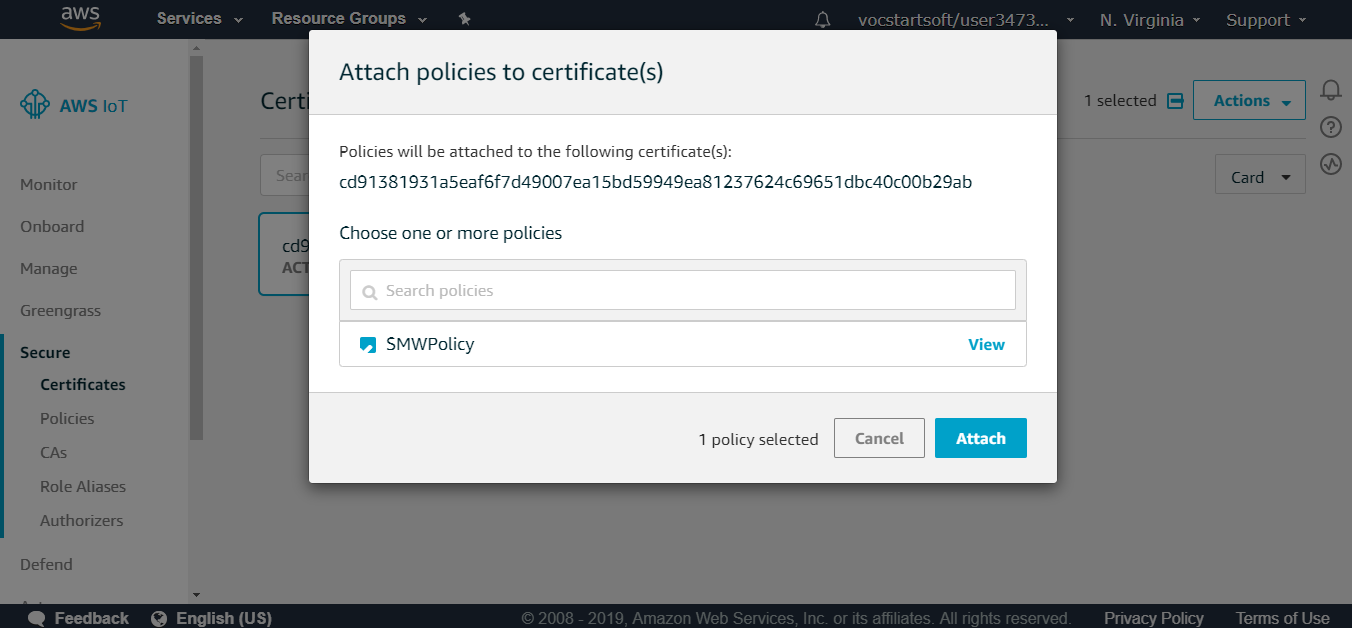 aws Services Resource Groups vocstartsoft/user3473... N. Virginia Support
Attach policies to certificate(s)
AWS IoT
Certi
1 selected
Actions
Policies will be attached to the following certificate(s):
cd91381931a5eaf6f7d49007ea15bd59949ea81237624c69651dbc40c00b29ab
Sear
Card
Monitor
Onboard
Manage
Greengrass
Secure
Certificates
Policies
CAs
Role Aliases
Authorizers
Defend
cd9
ACT
Choose one or more policies
Search policies
SMWPolicy View
1 policy selected Cancel Attach
Feedback English (US) © 2008 - 2019, Amazon Web Services, Inc. or its affiliates. All rights reserved. Privacy Policy Terms of Use